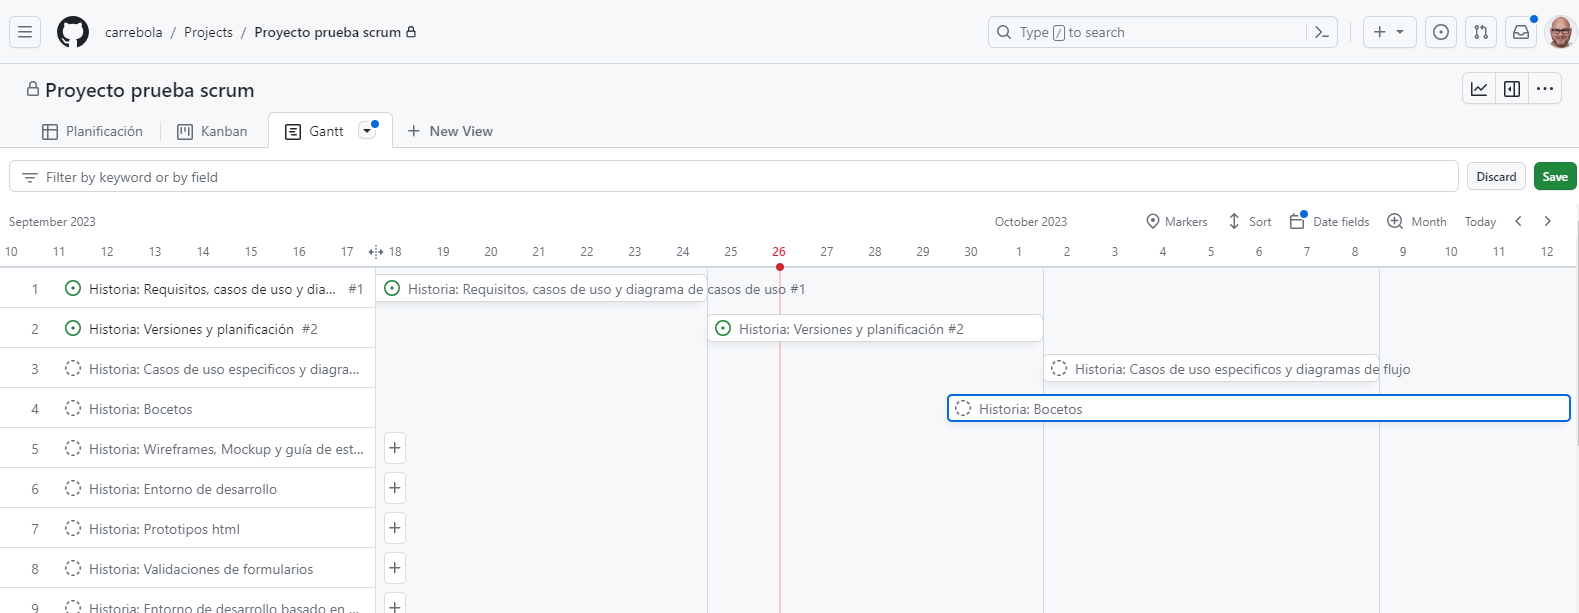 carrebola / Projects / Proyecto prueba scrum
Type / to search
Proyecto prueba scrum
Planificación
Kanban
Gantt
New View
Filter by keyword or by field
Discard
Save
September 2023
October 2023
Markers
Sort
Date fields
Month
Today
10 11 12 13 14 15 16 17 18 19 20 21 22 23 24 25 26 27 28 29 30 1 2 3 4 5 6 7 8 9 10 11 12
1 Historia: Requisitos, casos de uso y dia... #1
Historia: Requisitos, casos de uso y diagrama de casos de uso #1
2 Historia: Versiones y planificación #2
Historia: Versiones y planificación #2
3 Historia: Casos de uso especificos y diagra...
Historia: Casos de uso especificos y diagramas de flujo
4 Historia: Bocetos
Historia: Bocetos
5 Historia: Wireframes, Mockup y guía de est...
6 Historia: Entorno de desarrollo
7 Historia: Prototipos html
8 Historia: Validaciones de formularios
9 Historia: Entorno de desarrollo basado en ...